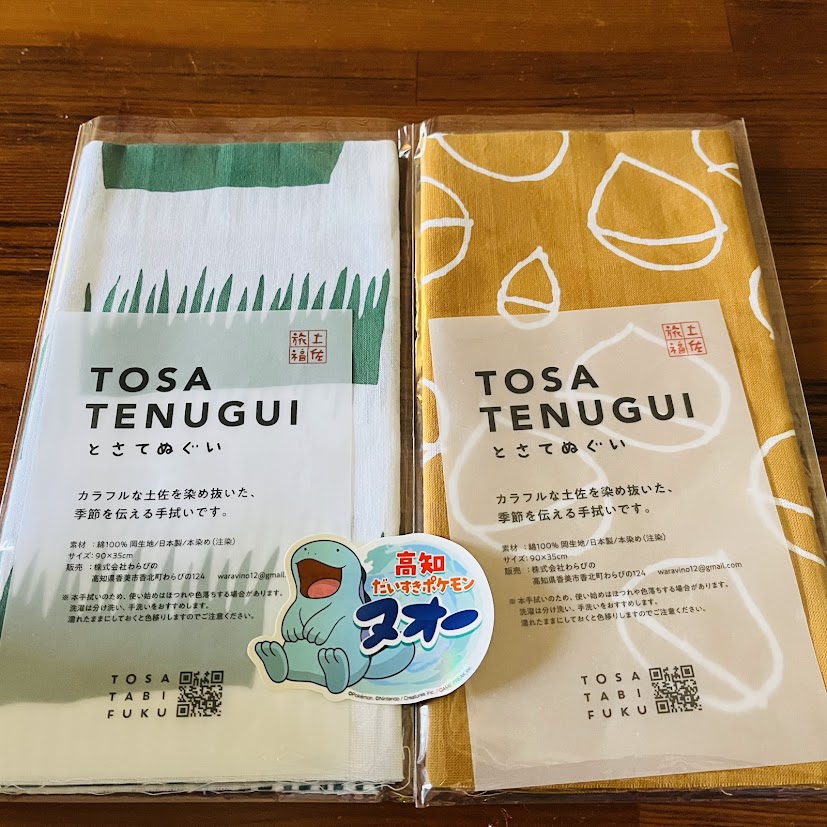 土佐
旅福
TOSA
TENUGUI
とさてぬぐい
カラフルな土佐を染め抜いた、
季節を伝える手拭いです。
素材 : 綿100% 岡生地/日本製/本染め(注染)
サイズ: 90×35cm
販売 : 株式会社わらびの
高知県香美市香北町わらびの124 waravino12@gmail.com
※ 本手拭いのため、使い始めはほつれや色落ちする場合があります。
洗濯は分け洗い、手洗いをおすすめします。
濡れたままにしておくと色移りしますのでご注意ください。
TOSA
TABI
FUKU
高知
だいすきポケモン
ヌオー
©Pokémon. ©Nintendo / Creatures Inc. / GAME FREAK inc.
土佐
旅福
TOSA
TENUGUI
とさてぬぐい
カラフルな土佐を染め抜いた、
季節を伝える手拭いです。
素材 : 綿100% 岡生地/日本製/本染め(注染)
サイズ: 90×35cm
販売 : 株式会社わらびの
高知県香美市香北町わらびの124 waravino12@gmail.com
※ 本手拭いのため、使い始めはほつれや色落ちする場合があります。
洗濯は分け洗い、手洗いをおすすめします。
濡れたままにしておくと色移りしますのでご注意ください。
TOSA
TABI
FUKU